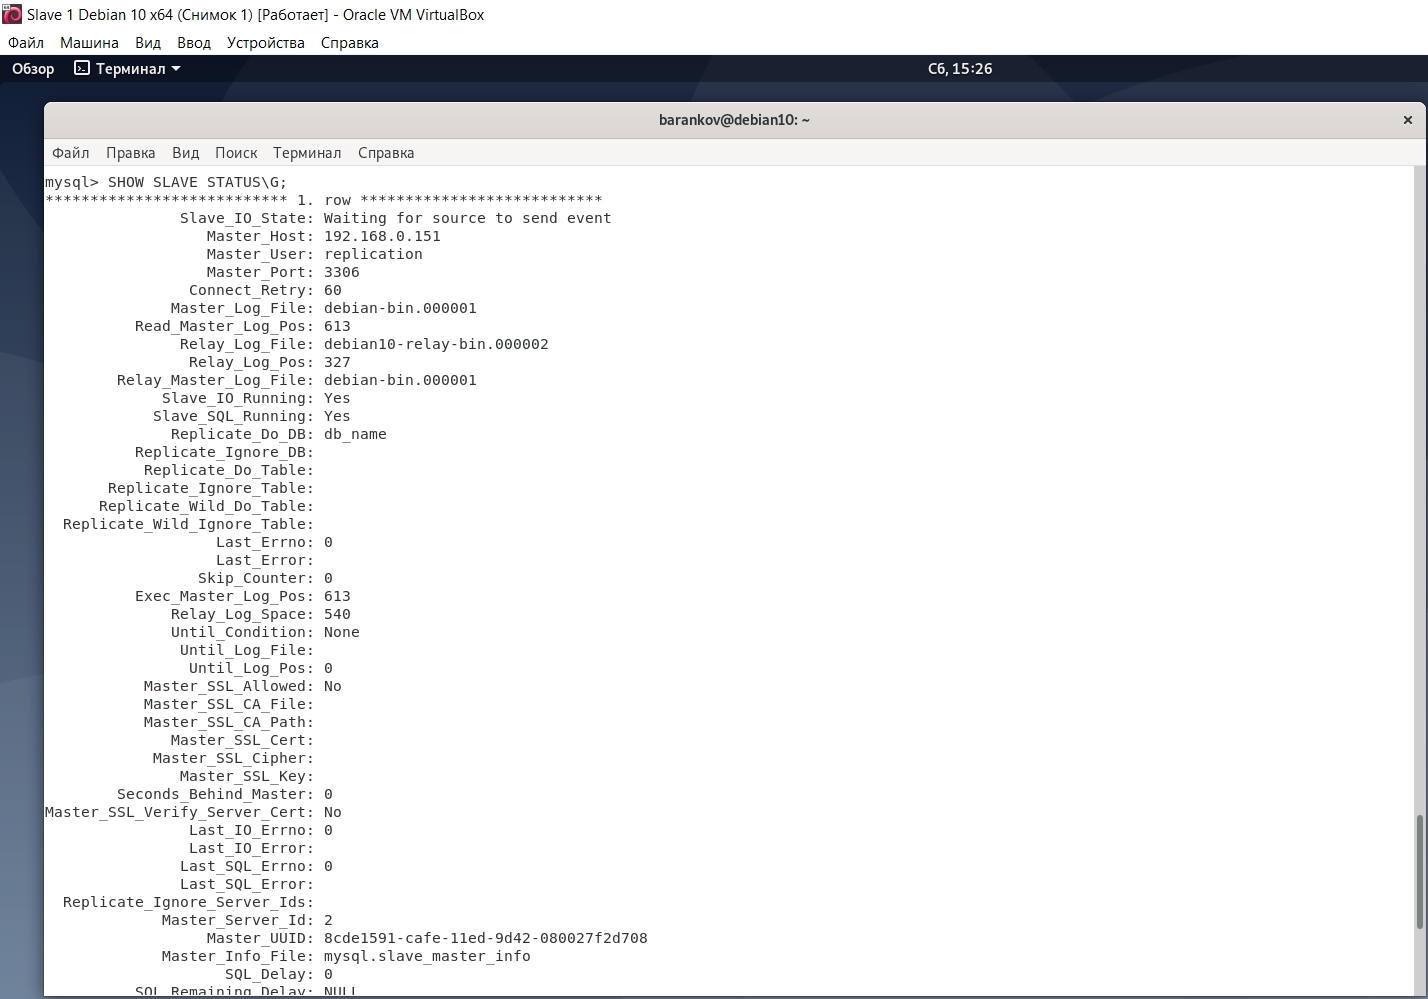 Slave 1 Debian 10 x64 (Снимок 1) [Работает] - Oracle VM VirtualBox
Файл Машина Вид Ввод Устройства Справка
Обзор Терминал Сб, 15:26
barankov@debian10: ~ ×
Файл Правка Вид Поиск Терминал Справка
mysql> SHOW SLAVE STATUS\G;
*************************** 1. row ***************************
Slave_IO_State: Waiting for source to send event
Master_Host: 192.168.0.151
Master_User: replication
Master_Port: 3306
Connect_Retry: 60
Master_Log_File: debian-bin.000001
Read_Master_Log_Pos: 613
Relay_Log_File: debian10-relay-bin.000002
Relay_Log_Pos: 327
Relay_Master_Log_File: debian-bin.000001
Slave_IO_Running: Yes
Slave_SQL_Running: Yes
Replicate_Do_DB: db_name
Replicate_Ignore_DB:
Replicate_Do_Table:
Replicate_Ignore_Table:
Replicate_Wild_Do_Table:
Replicate_Wild_Ignore_Table:
Last_Errno: 0
Last_Error:
Skip_Counter: 0
Exec_Master_Log_Pos: 613
Relay_Log_Space: 540
Until_Condition: None
Until_Log_File:
Until_Log_Pos: 0
Master_SSL_Allowed: No
Master_SSL_CA_File:
Master_SSL_CA_Path:
Master_SSL_Cert:
Master_SSL_Cipher:
Master_SSL_Key:
Seconds_Behind_Master: 0
Master_SSL_Verify_Server_Cert: No
Last_IO_Errno: 0
Last_IO_Error:
Last_SQL_Errno: 0
Last_SQL_Error:
Replicate_Ignore_Server_Ids:
Master_Server_Id: 2
Master_UUID: 8cde1591-cafe-11ed-9d42-080027f2d708
Master_Info_File: mysql.slave_master_info
SQL_Delay: 0
SQL_Remaining_Delay: NULL